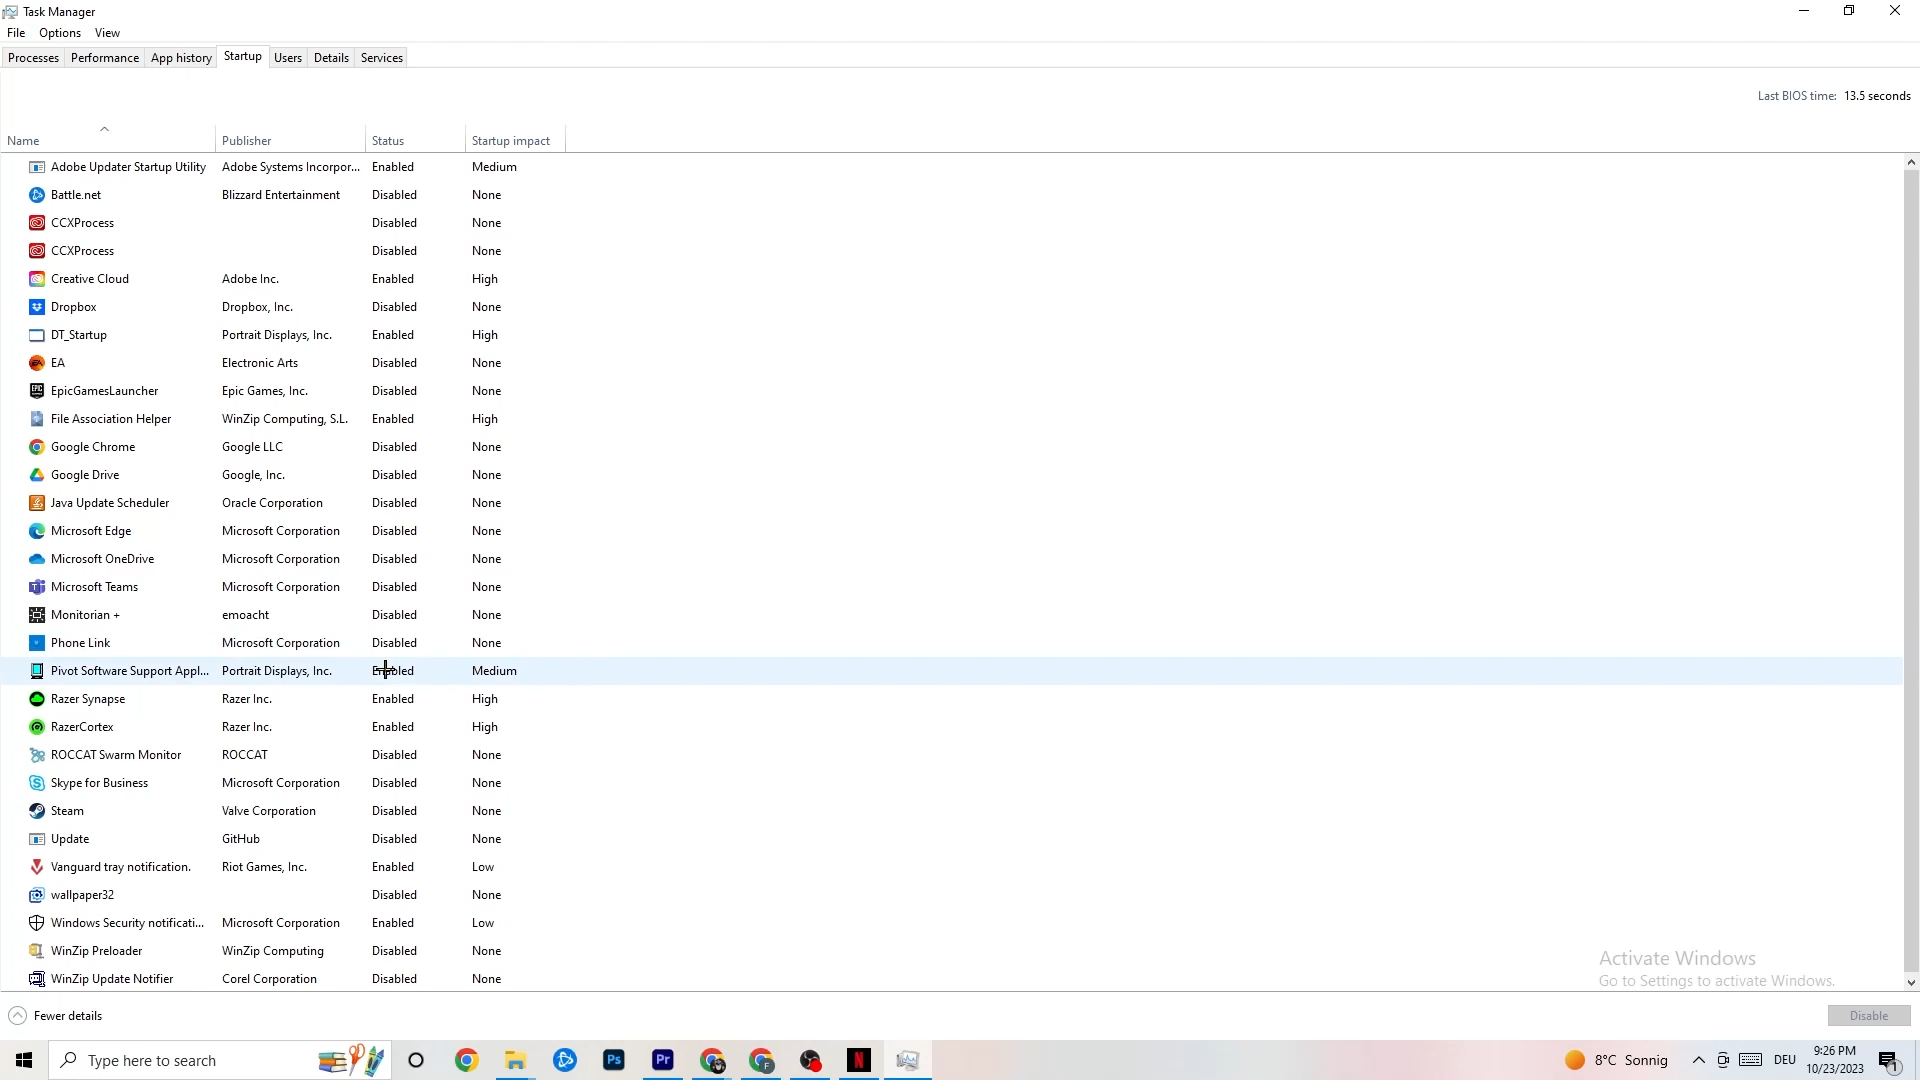 Task Manager
File Options View
Processes Performance App history Startup Users Details Services
Last BIOS time: 13.5 seconds
Name Publisher Status Startup impact
Adobe Updater Startup Utility Adobe Systems Incorpor... Enabled Medium
Battle.net Blizzard Entertainment Disabled None
CCXProcess Disabled None
CCXProcess Disabled None
Creative Cloud Adobe Inc. Enabled High
Dropbox Dropbox, Inc. Disabled None
DT_Startup Portrait Displays, Inc. Enabled High
EA Electronic Arts Disabled None
EpicGamesLauncher Epic Games, Inc. Disabled None
File Association Helper WinZip Computing, S.L. Enabled High
Google Chrome Google LLC Disabled None
Google Drive Google, Inc. Disabled None
Java Update Scheduler Oracle Corporation Disabled None
Microsoft Edge Microsoft Corporation Disabled None
Microsoft OneDrive Microsoft Corporation Disabled None
Microsoft Teams Microsoft Corporation Disabled None
Monitorian + emoacht Disabled None
Phone Link Microsoft Corporation Disabled None
Pivot Software Support Appl... Portrait Displays, Inc. Enabled Medium
Razer Synapse Razer Inc. Enabled High
RazerCortex Razer Inc. Enabled High
ROCCAT Swarm Monitor ROCCAT Disabled None
Skype for Business Microsoft Corporation Disabled None
Steam Valve Corporation Disabled None
Update GitHub Disabled None
Vanguard tray notification. Riot Games, Inc. Enabled Low
wallpaper32 Disabled None
Windows Security notificati... Microsoft Corporation Enabled Low
WinZip Preloader WinZip Computing Disabled None
WinZip Update Notifier Corel Corporation Disabled None
Activate Windows
Go to Settings to activate Windows.
Fewer details Disable
Type here to search Ps Pr F N 8°C Sonnig DEU 9:26 PM
10/23/2023 1